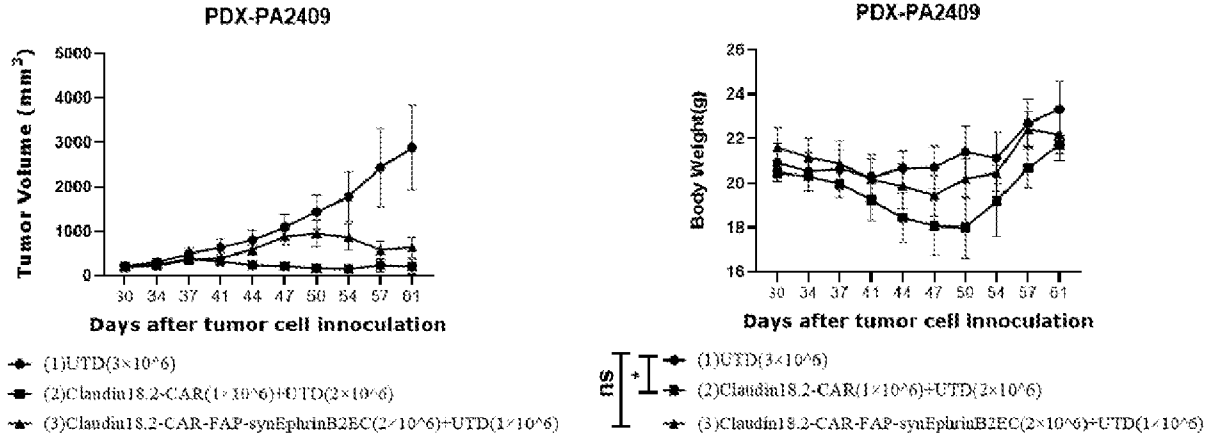 PDX-PA2409
Tumor Volume (mm³)
5000
4000
3000
2000
1000
0
30 34 37 41 44 47 50 54 57 61
Days after tumor cell innoculation
(1)UTD(3×10^6)
(2)Claudin18.2-CAR(1×10^6)+UTD(2×10^6)
(3)Claudin18.2-CAR-FAP-synEphrinB2EC(2×10^6)+UTD(1×10^6)
PDX-PA2409
Body Weight(g)
26
24
22
20
18
16
30 34 37 41 44 47 50 54 57 61
Days after tumor cell innoculation
ns
*
(1)UTD(3×10^6)
(2)Claudin18.2-CAR(1×10^6)+UTD(2×10^6)
(3)Claudin18.2-CAR-FAP-synEphrinB2EC(2×10^6)+UTD(1×10^6)